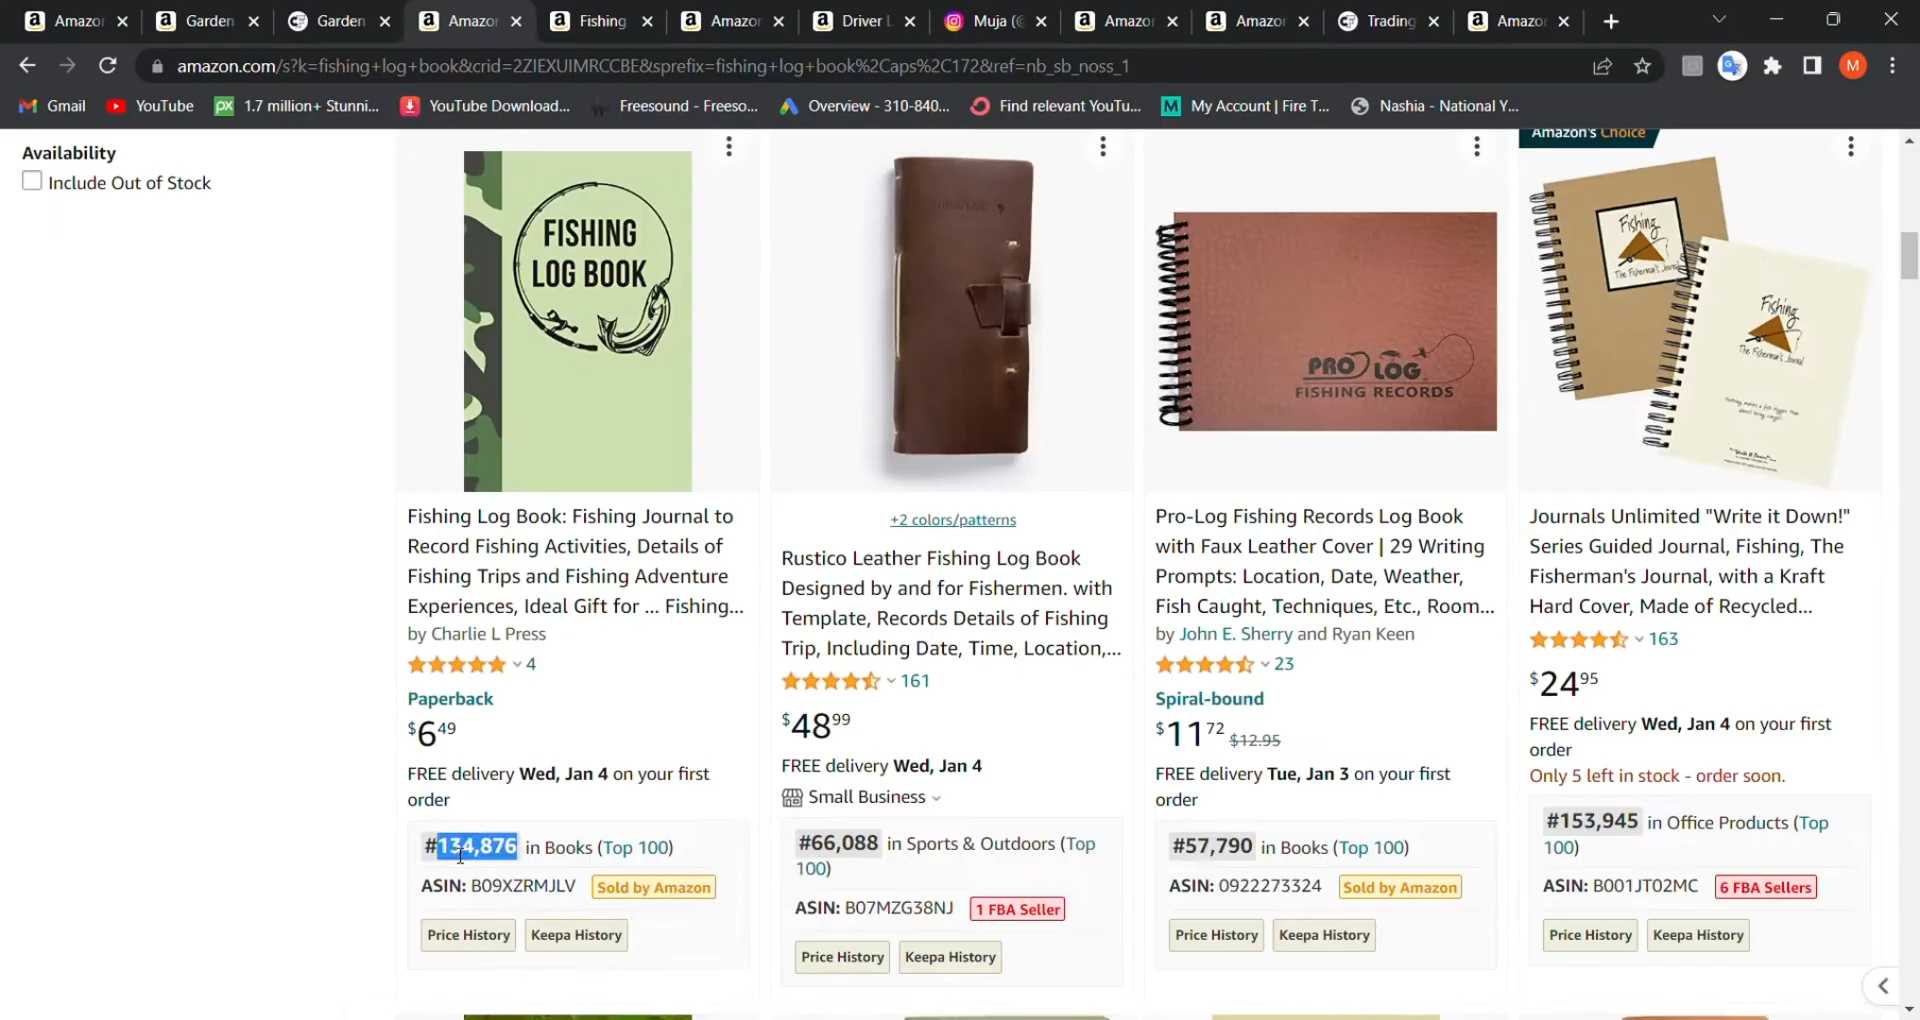 Amazon
Garden
Garden
Amazon
Fishing
Amazon
Driver L
Muja (@
Amazon
Amazon
Trading
Amazon
amazon.com/s?k=fishing+log+book&crid=2ZIEXUIMRCCBE&sprefix=fishing+log+book%2Caps%2C172&ref=nb_sb_noss_1
M
Gmail
YouTube
1.7 million+ Stunni...
YouTube Download...
Freesound - Freeso...
Overview - 310-840...
Find relevant YouTu...
My Account | Fire T...
Nashia - National Y...
Availability
Include Out of Stock
FISHING
LOG BOOK
Fishing Log Book: Fishing Journal to
Record Fishing Activities, Details of
Fishing Trips and Fishing Adventure
Experiences, Ideal Gift for ... Fishing...
by Charlie L Press
4
Paperback
$6 49
FREE delivery Wed, Jan 4 on your first
order
#134,876 in Books (Top 100)
ASIN: B09XZRMJLV Sold by Amazon
Price History Keepa History
+2 colors/patterns
Rustico Leather Fishing Log Book
Designed by and for Fishermen. with
Template, Records Details of Fishing
Trip, Including Date, Time, Location,...
161
$48 99
FREE delivery Wed, Jan 4
Small Business
#66,088 in Sports & Outdoors (Top
100)
ASIN: B07MZG38NJ 1 FBA Seller
Price History Keepa History
PRO LOG
FISHING RECORDS
Pro-Log Fishing Records Log Book
with Faux Leather Cover | 29 Writing
Prompts: Location, Date, Weather,
Fish Caught, Techniques, Etc., Room...
by John E. Sherry and Ryan Keen
23
Spiral-bound
$11 72 $12.95
FREE delivery Tue, Jan 3 on your first
order
#57,790 in Books (Top 100)
ASIN: 0922273324 Sold by Amazon
Price History Keepa History
Amazon's Choice
Fishing
The Fisherman's Journal
Fishing
The Fisherman's Journal
Journals Unlimited "Write it Down!"
Series Guided Journal, Fishing, The
Fisherman's Journal, with a Kraft
Hard Cover, Made of Recycled...
163
$24 95
FREE delivery Wed, Jan 4 on your first
order
Only 5 left in stock - order soon.
#153,945 in Office Products (Top
100)
ASIN: B001JT02MC 6 FBA Sellers
Price History Keepa History